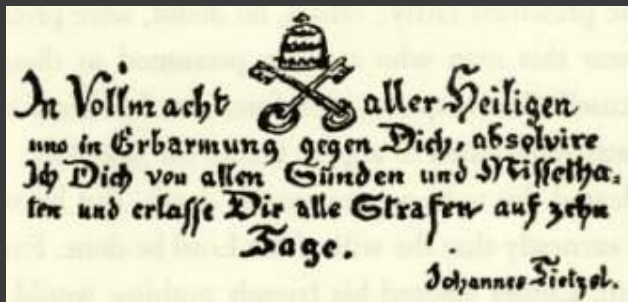 In Vollmacht aller Heiligen
und in Erbarmung gegen Dich, absolvire
Ich Dich von allen Sünden und Missetha-
ten und erlasse Dir alle Strafen auf zehn
Tage.
Johannes Tietzel.